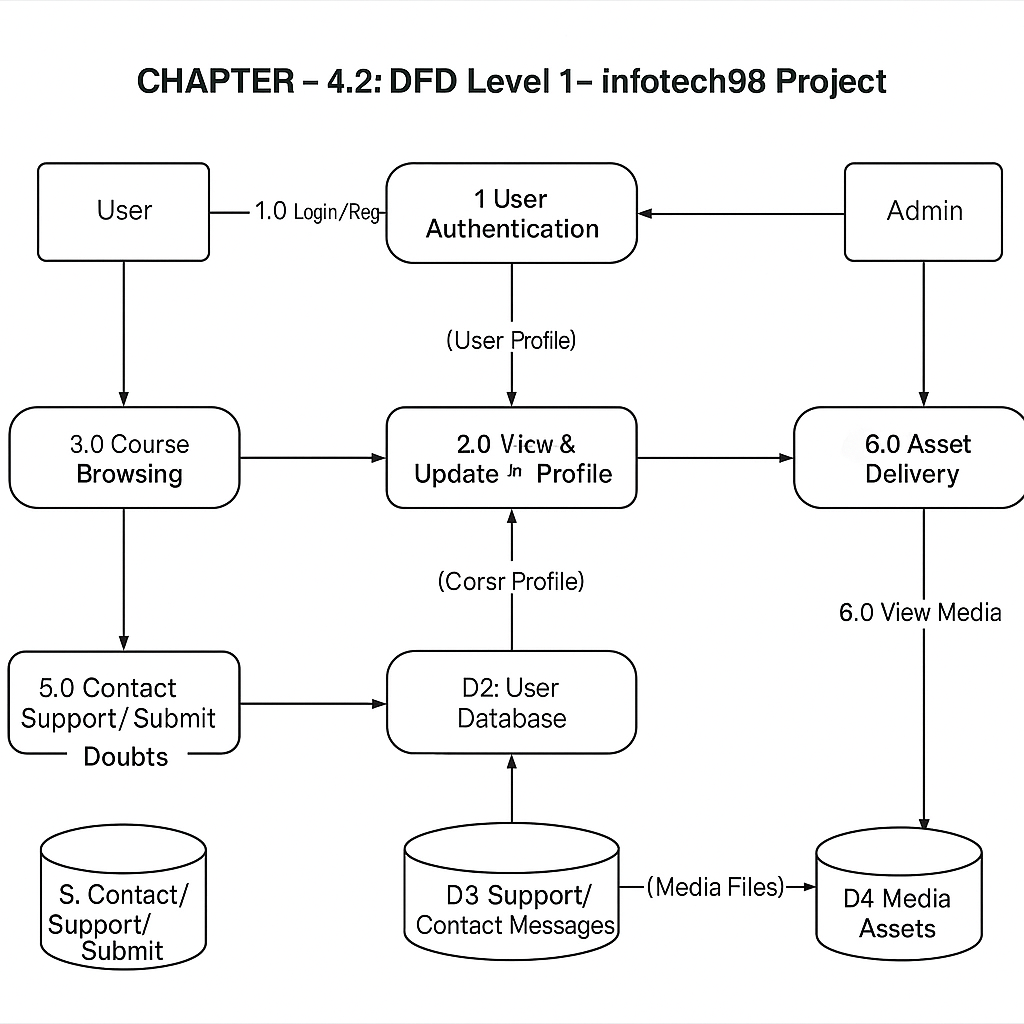 CHAPTER – 4.2: DFD Level 1– infotech98 Project
User
1.0 Login/Reg
1 User
Authentication
Admin
(User Profile)
3.0 Course
Browsing
2.0 View &
Update Jn Profile
6.0 Asset
Delivery
(Corsr Profile)
6.0 View Media
5.0 Contact
Support/Submit
Doubts
D2: User
Database
S. Contact/
Support/
Submit
D3 Support/
Contact Messages
(Media Files)
D4 Media
Assets